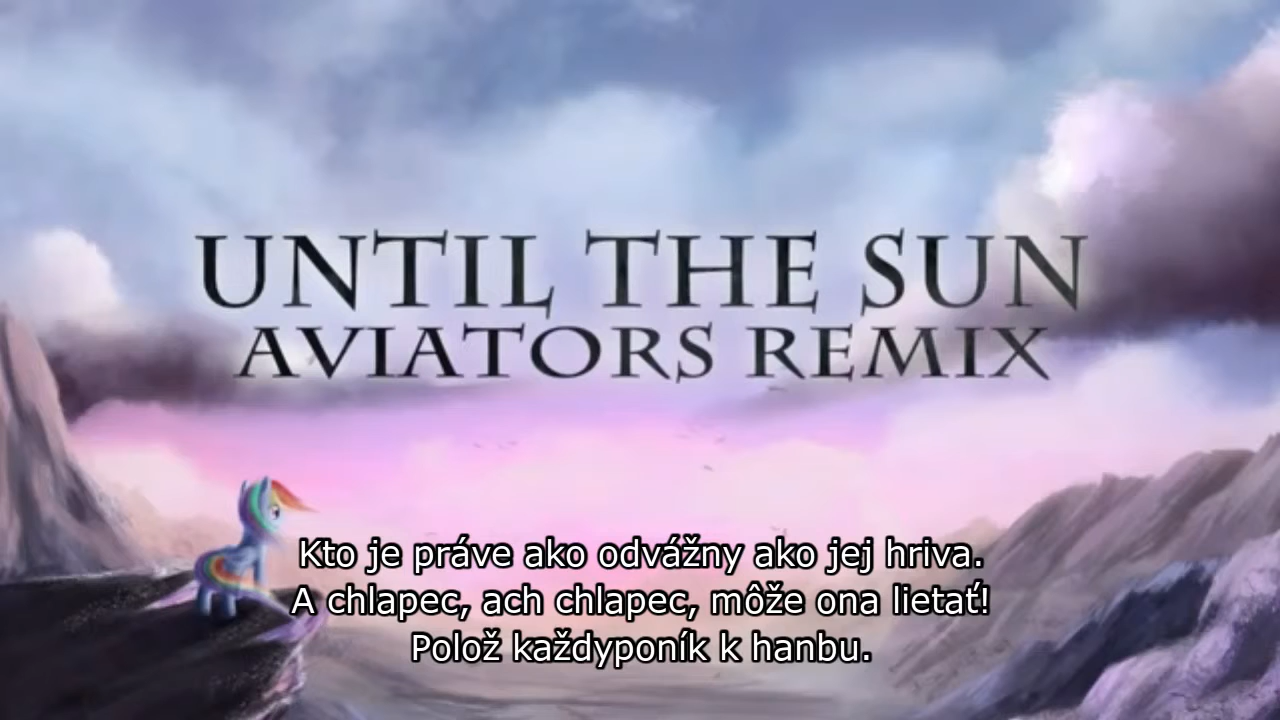 UNTIL THE SUN
AVIATORS REMIX
Kto je práve ako odvážny ako jej hriva.
A chlapec, ach chlapec, môže ona lietať!
Polož každyponík k hanbu.